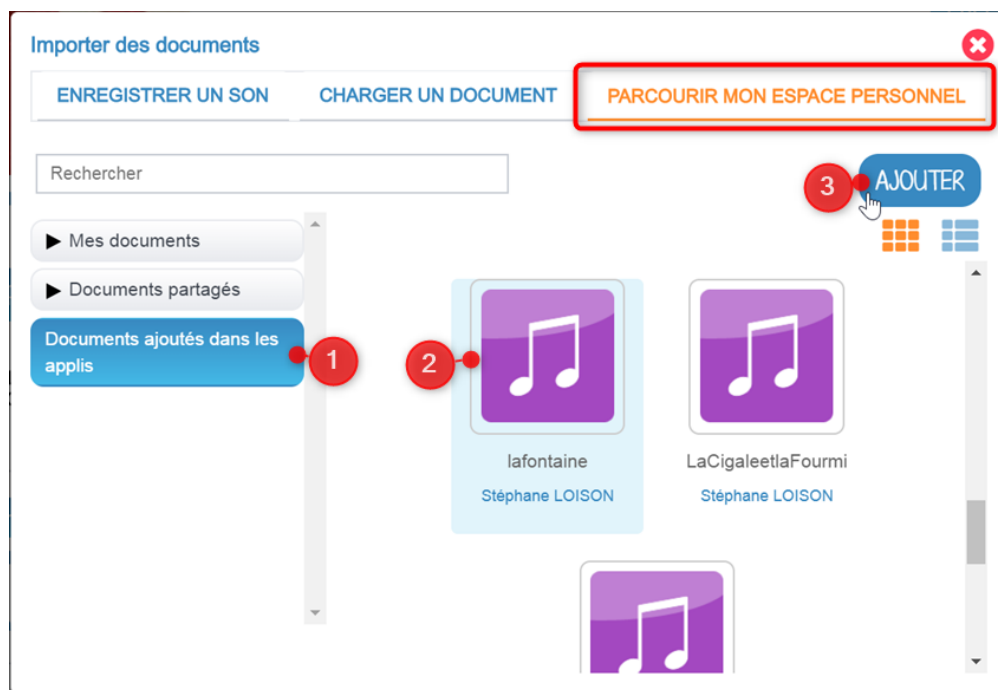 Importer des documents
ENREGISTRER UN SON
CHARGER UN DOCUMENT
PARCOURIR MON ESPACE PERSONNEL
Rechercher
3
AJOUTER
Mes documents
Documents partagés
Documents ajoutés dans les
applis
1
2
lafontaine
Stéphane LOISON
LaCigaleetlaFourmi
Stéphane LOISON